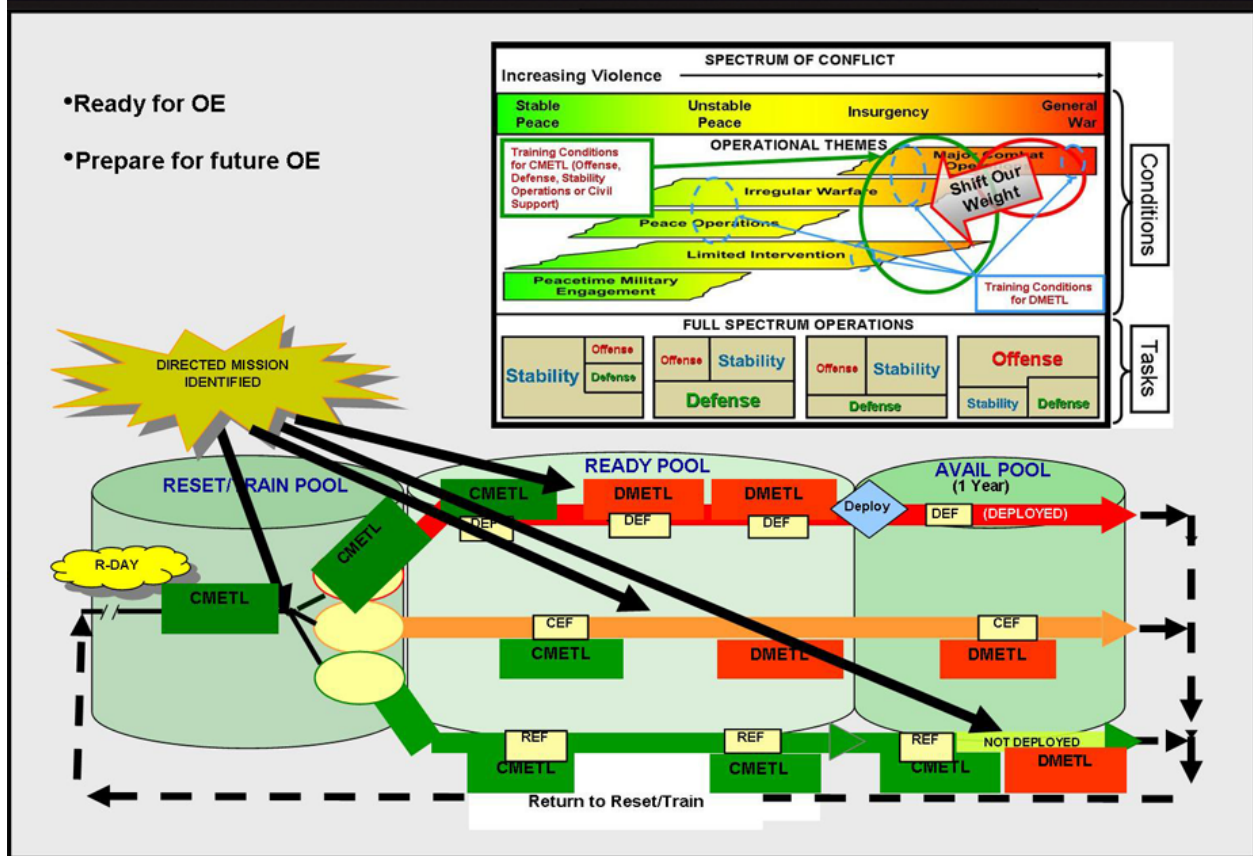 •Ready for OE
•Prepare for future OE
SPECTRUM OF CONFLICT
Increasing Violence
Stable
Peace
Unstable
Peace
Insurgency
General
War
OPERATIONAL THEMES
Training Conditions
for CMETL (Offense,
Defense, Stability
Operations or Civil
Support)
Major Combat
Irregular Warfare
Shift Our
Weight
Peace Operations
Limited Intervention
Peacetime Military
Engagement
Training Conditions
for DMETL
Conditions
FULL SPECTRUM OPERATIONS
Stability
Offense
Defense
Offense
Stability
Defense
Offense
Stability
Defense
Offense
Stability
Defense
Tasks
DIRECTED MISSION
IDENTIFIED
RESET/TRAIN POOL
READY POOL
AVAIL POOL
(1 Year)
CMETL
DMETL
DMETL
Deploy
DEF
DEF
DEF
DEF
(DEPLOYED)
CMETL
R-DAY
CMETL
CEF
CEF
CMETL
DMETL
DMETL
REF
REF
REF
NOT DEPLOYED
CMETL
CMETL
CMETL
DMETL
Return to Reset/Train